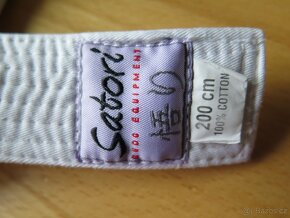 Satori
BUDO EQUIPMENT
悟り
200 cm
100% COTTON